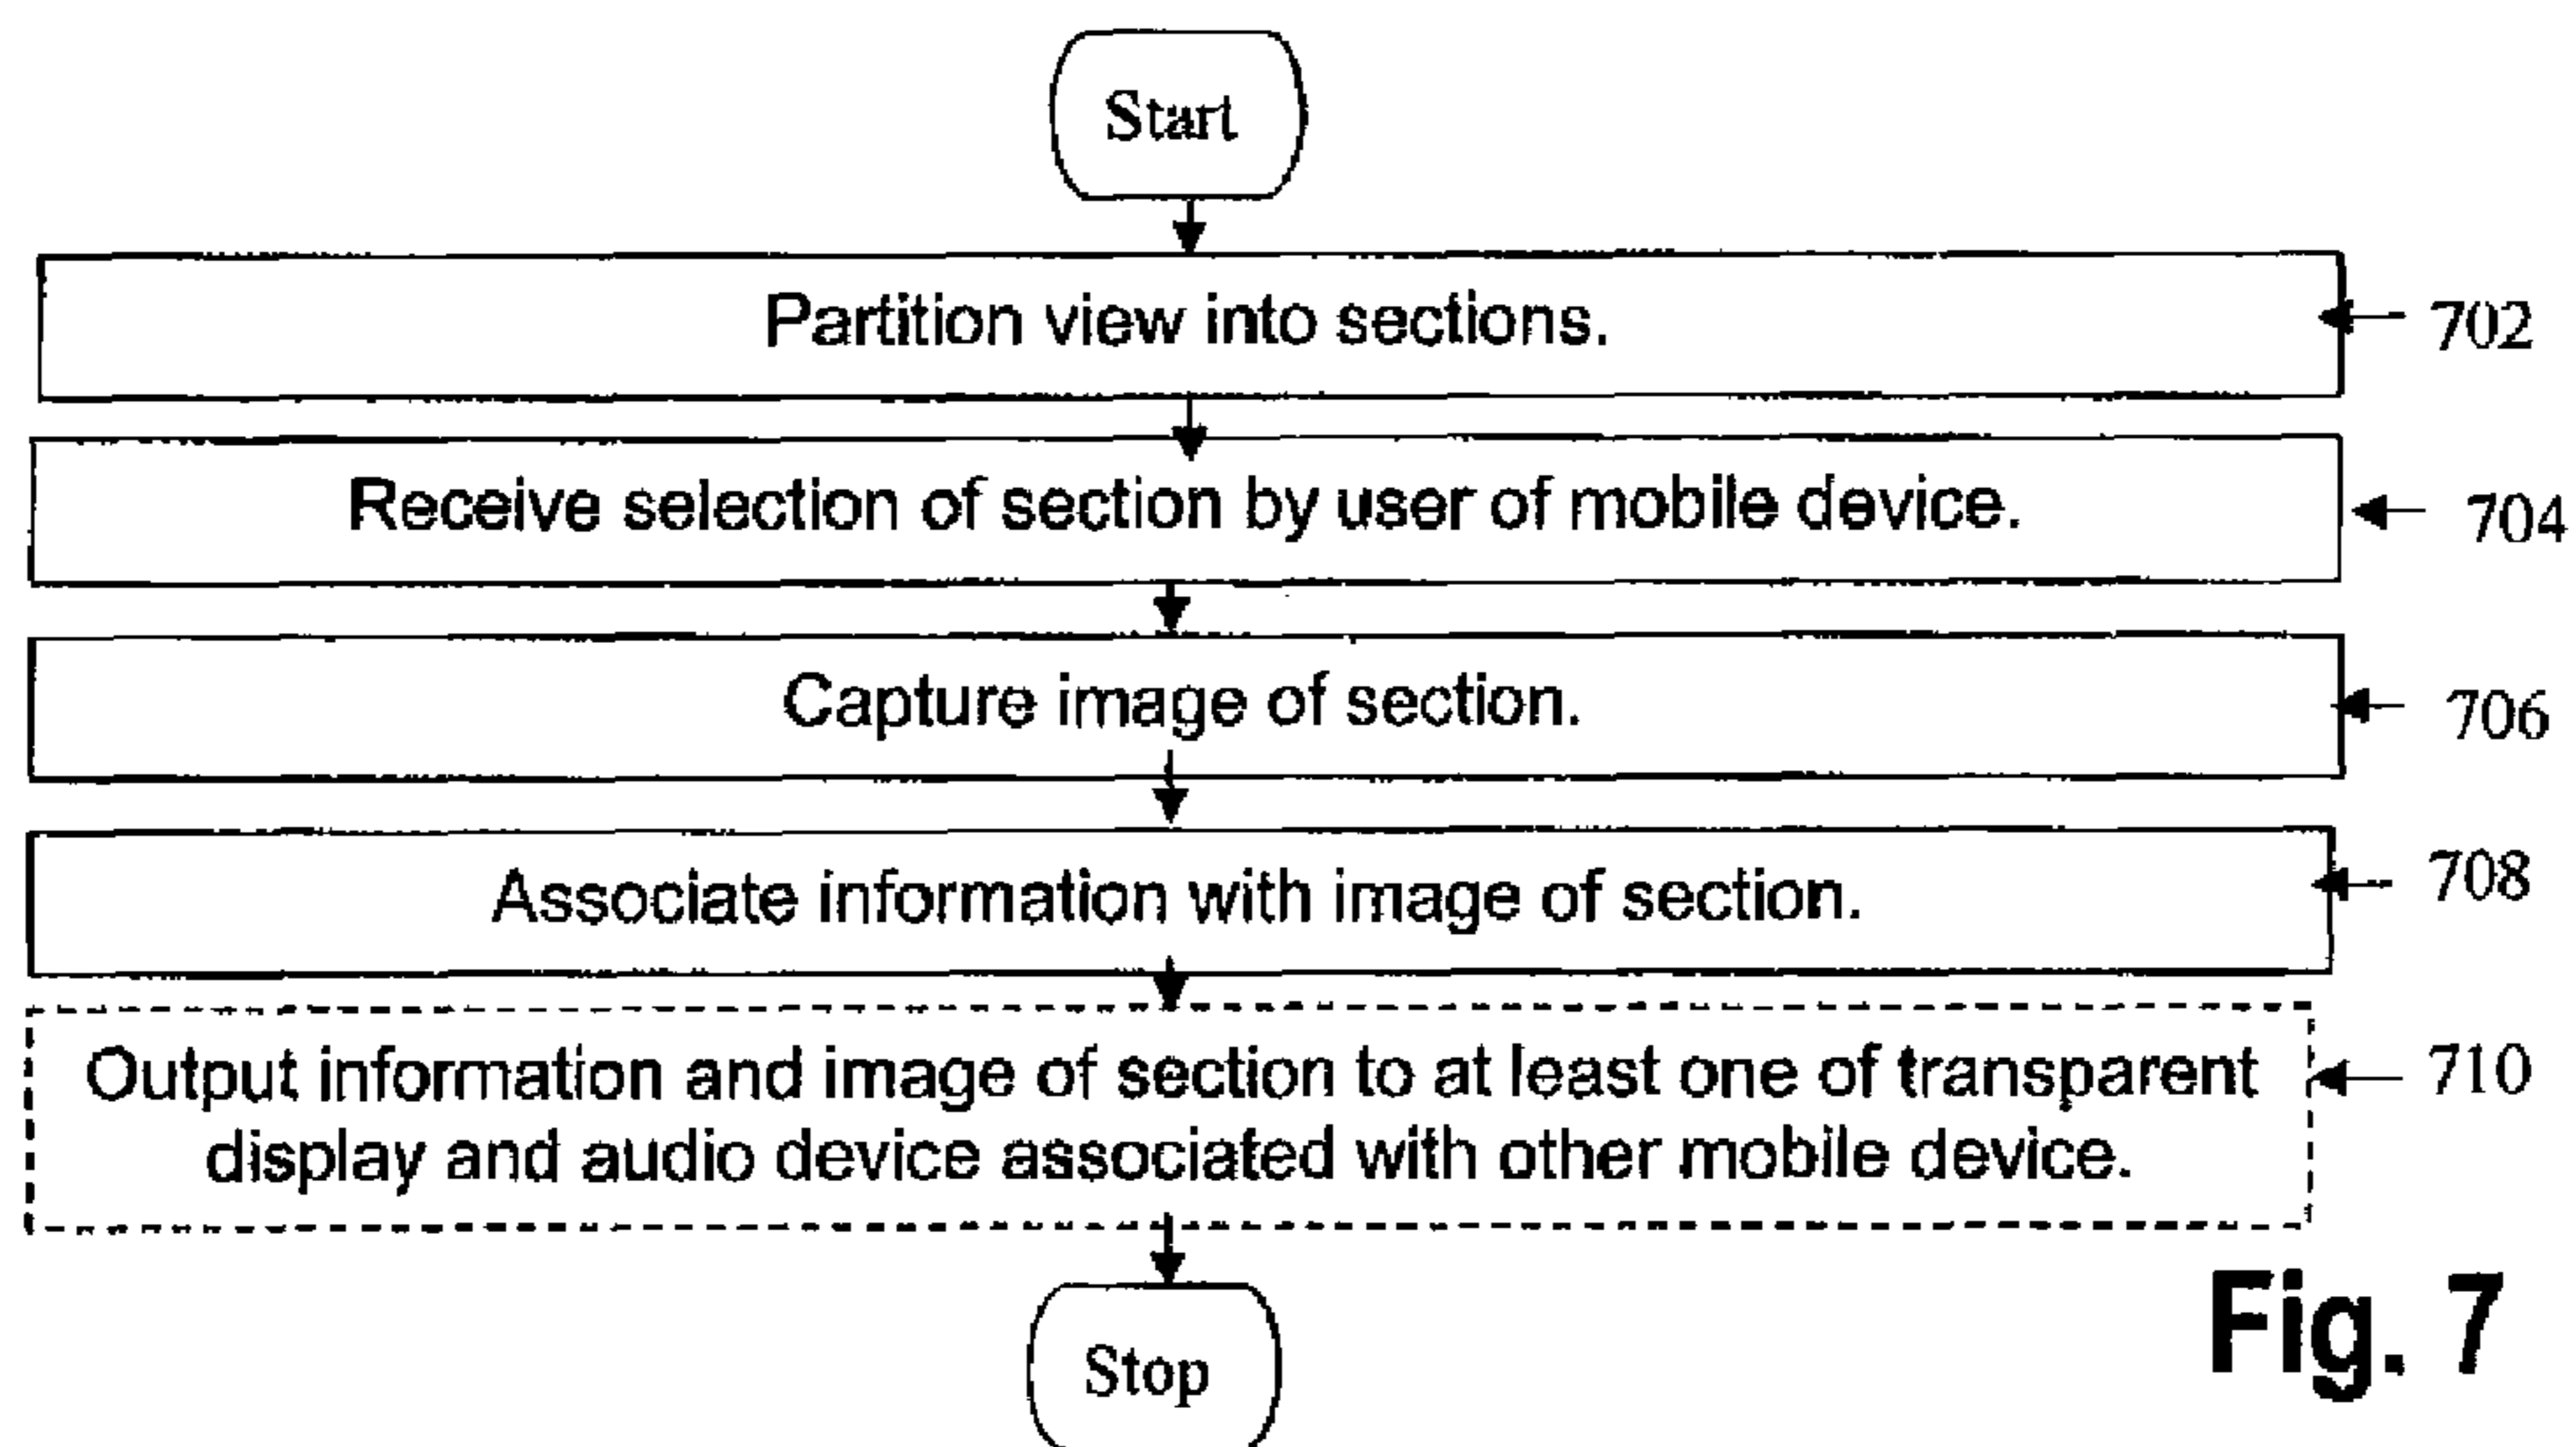 Start
Partition view into sections.
702
Receive selection of section by user of mobile device.
704
Capture image of section.
706
Associate information with image of section.
708
Output information and image of section to at least one of transparent
display and audio device associated with other mobile device.
710
Stop
Fig. 7